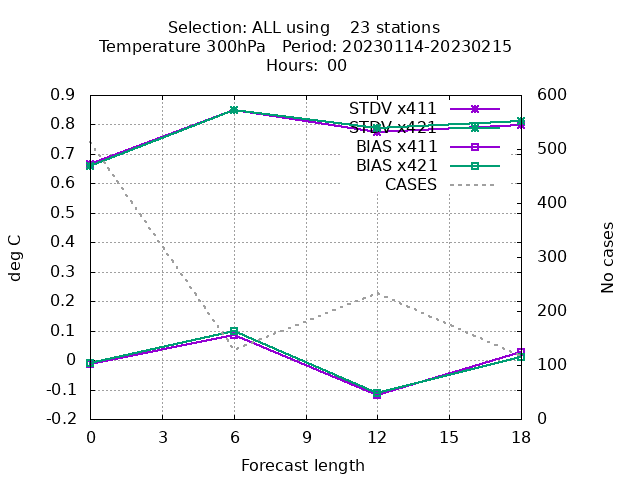 Selection: ALL using    23 stations
Temperature 300hPa   Period: 20230114-20230215
Hours: 00
STDV x411
STDV x421
BIAS x411
BIAS x421
CASES
0.9
0.8
0.7
0.6
0.5
0.4
0.3
0.2
0.1
0
-0.1
-0.2
deg C
600
500
400
300
200
100
0
No cases
0 3 6 9 12 15 18
Forecast length